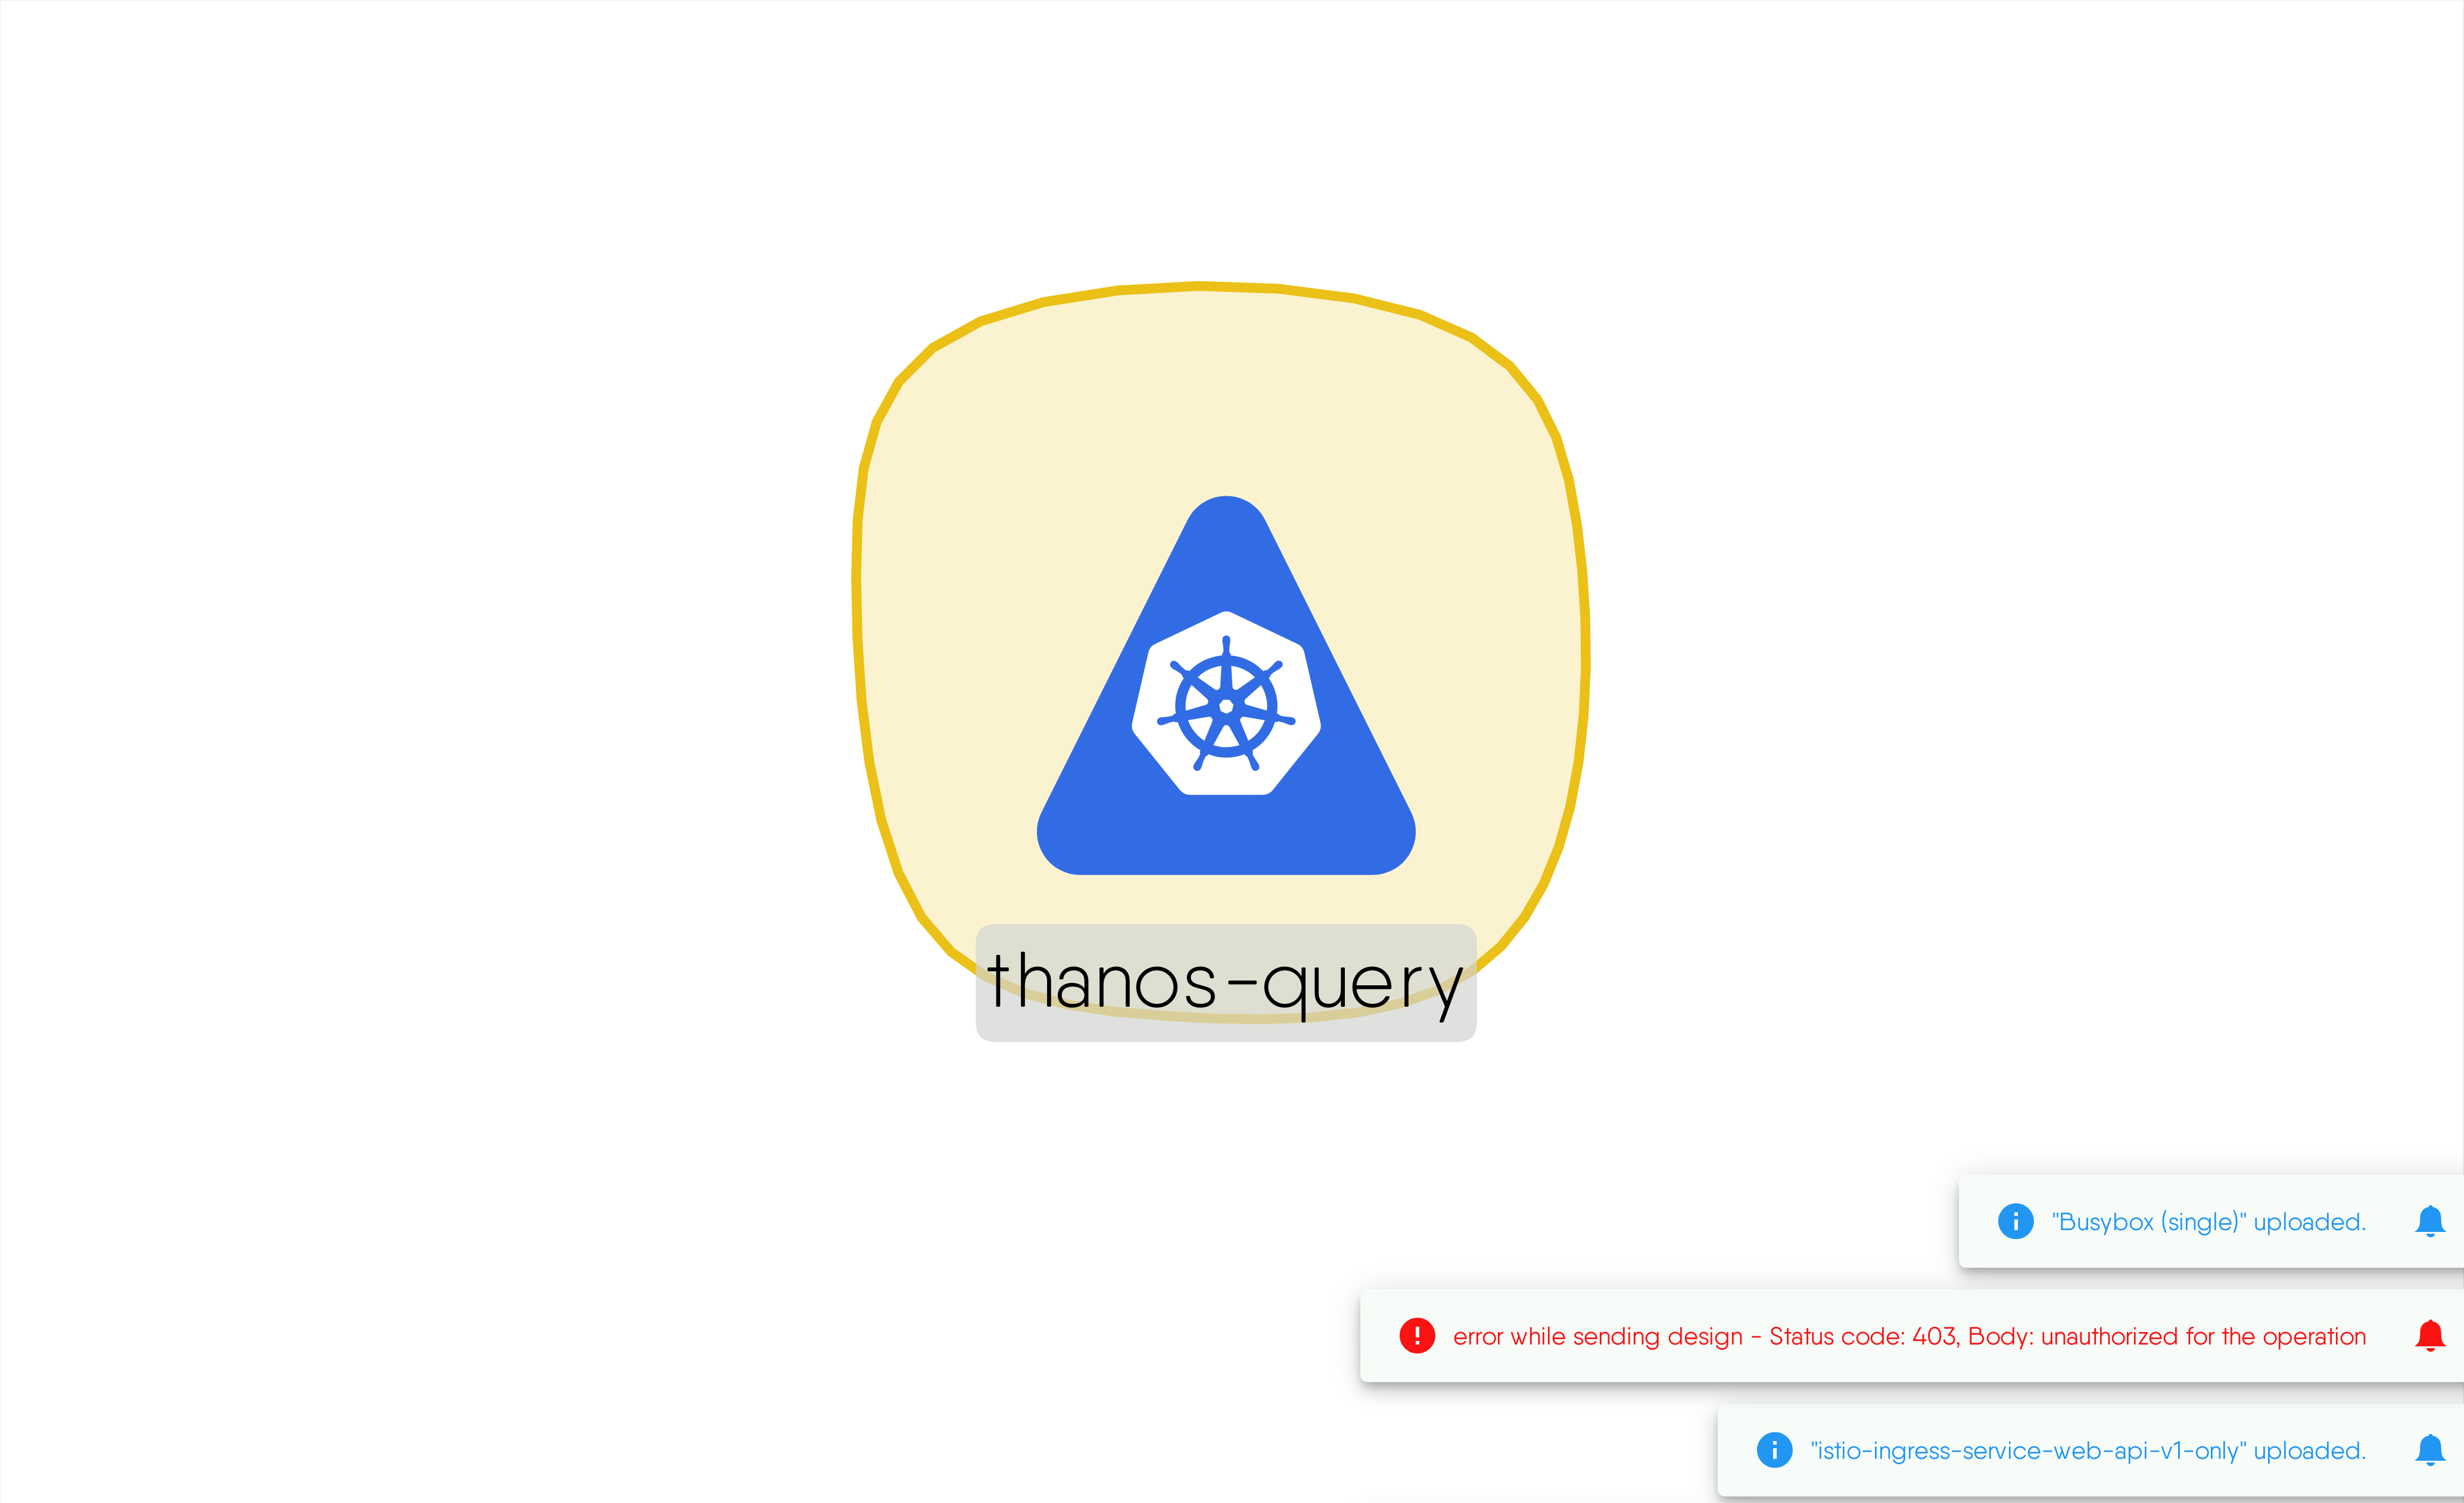 thanos-query
"Busybox (single)" uploaded.
error while sending design - Status code: 403, Body: unauthorized for the operation
"istio-ingress-service-web-api-v1-only" uploaded.